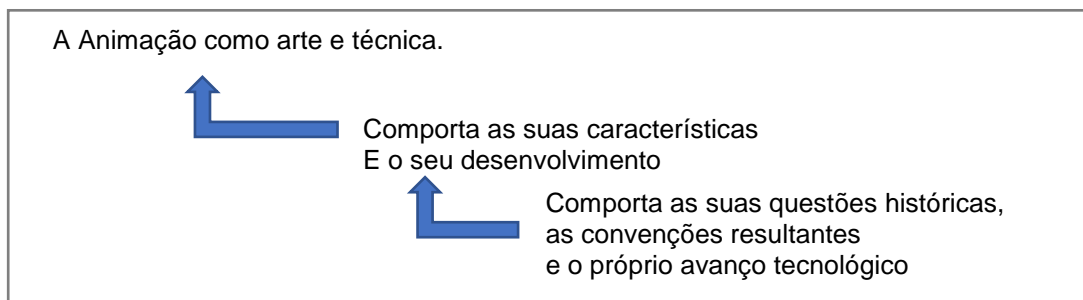 A Animação como arte e técnica.
Comporta as suas características
E o seu desenvolvimento
Comporta as suas questões históricas,
as convenções resultantes
e o próprio avanço tecnológico